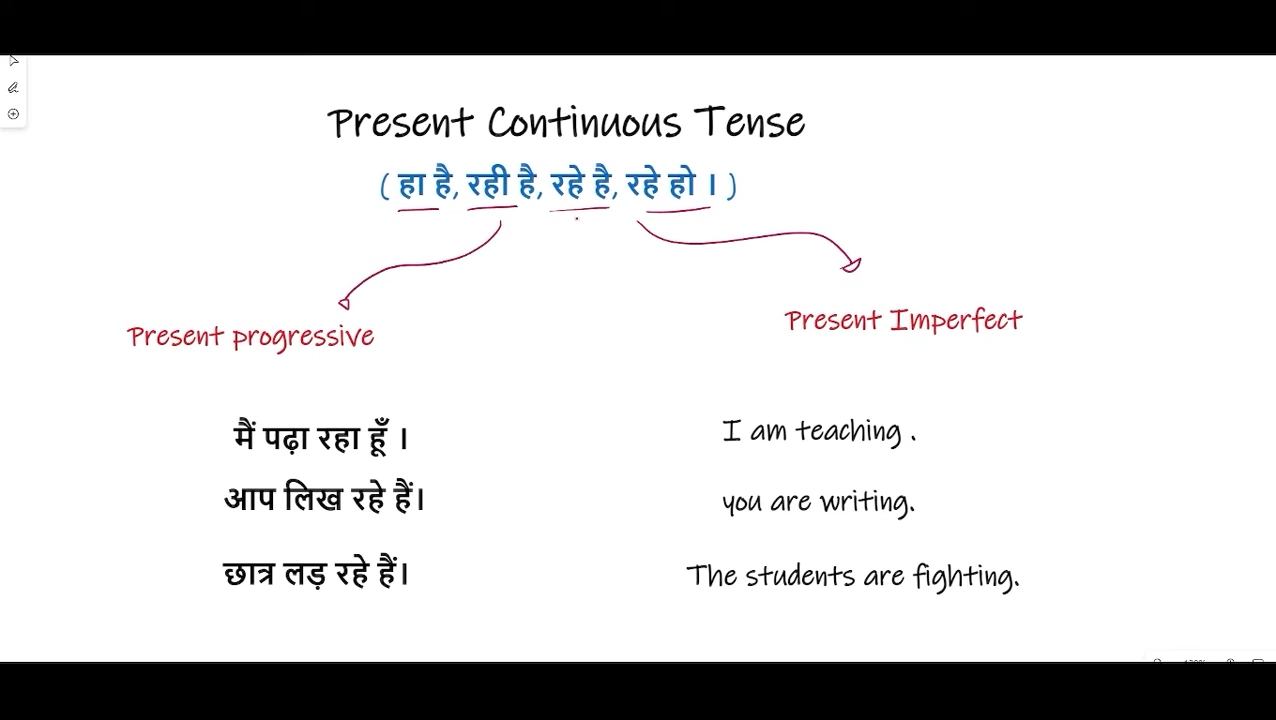 Present Continuous Tense
( हा है, रही है, रहे है, रहे हो । )
Present progressive
Present Imperfect
मैं पढ़ा रहा हूँ ।
I am teaching .
आप लिख रहे हैं।
you are writing.
छात्र लड़ रहे हैं।
The students are fighting.